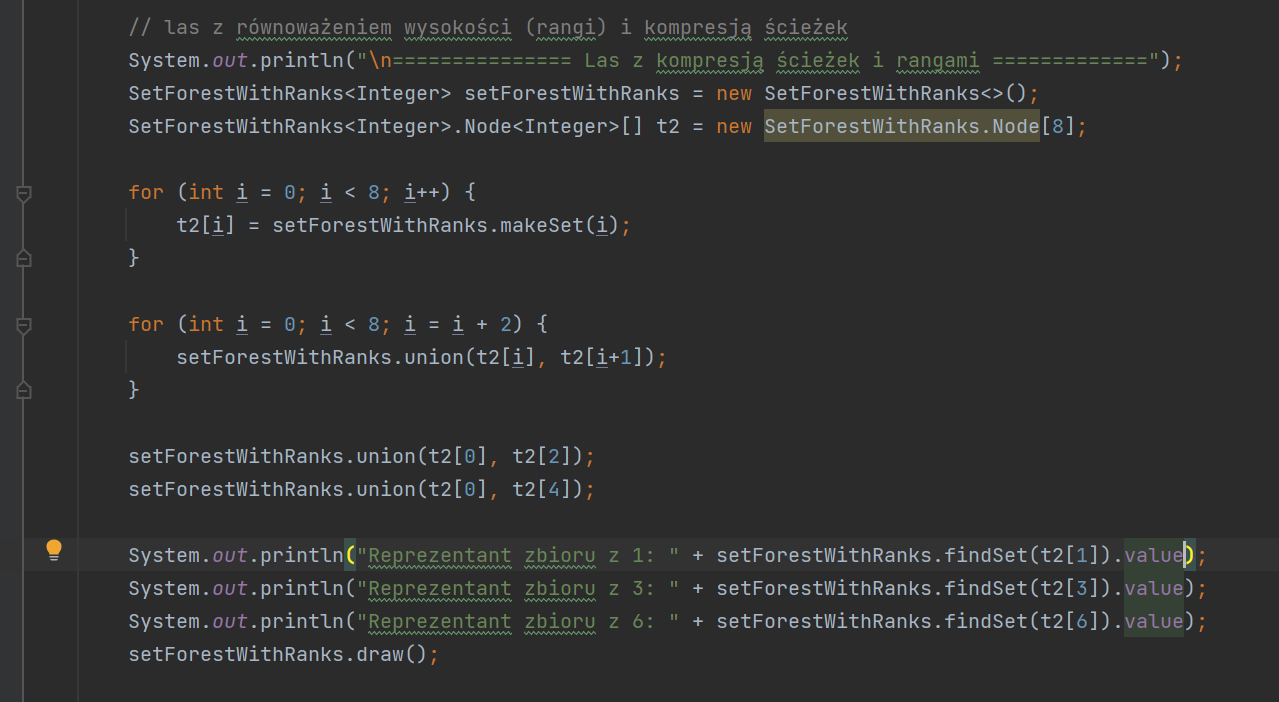 // las z równoważeniem wysokości (rangi) i kompresją ścieżek
System.out.println("\n=============== Las z kompresją ścieżek i rangami =============");
SetForestWithRanks<Integer> setForestWithRanks = new SetForestWithRanks<>();
SetForestWithRanks<Integer>.Node<Integer>[] t2 = new SetForestWithRanks.Node[8];
for (int i = 0; i < 8; i++) {
t2[i] = setForestWithRanks.makeSet(i);
}
for (int i = 0; i < 8; i = i + 2) {
setForestWithRanks.union(t2[i], t2[i+1]);
}
setForestWithRanks.union(t2[0], t2[2]);
setForestWithRanks.union(t2[0], t2[4]);
System.out.println("Reprezentant zbioru z 1: " + setForestWithRanks.findSet(t2[1]).value);
System.out.println("Reprezentant zbioru z 3: " + setForestWithRanks.findSet(t2[3]).value);
System.out.println("Reprezentant zbioru z 6: " + setForestWithRanks.findSet(t2[6]).value);
setForestWithRanks.draw();